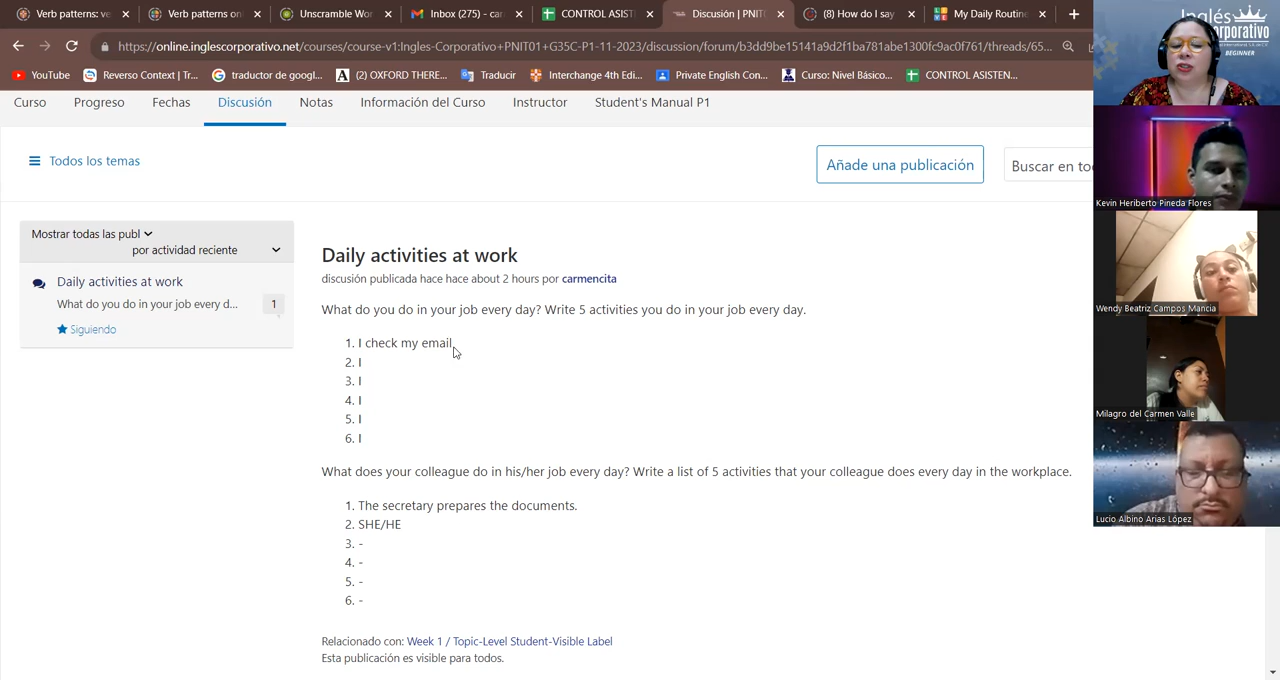 Verb patterns: ve
Verb patterns on
Unscramble Wor
Inbox (275) - car
CONTROL ASIST
Discusión | PNIT
(8) How do I say
My Daily Routine
https://online.inglescorporativo.net/courses/course-v1:Ingles-Corporativo+PNIT01+G35C-P1-11-2023/discussion/forum/b3dd9be15141a9d2f1ba781abe1300fc9ac0f761/threads/65...
YouTube
Reverso Context | Tr...
traductor de googl...
(2) OXFORD THERE...
Traducir
Interchange 4th Edi...
Private English Con...
Curso: Nivel Básico...
CONTROL ASISTEN...
Curso
Progreso
Fechas
Discusión
Notas
Información del Curso
Instructor
Student's Manual P1
Todos los temas
Añade una publicación
Buscar en to
Mostrar todas las publ
por actividad reciente
Daily activities at work
What do you do in your job every d...
1
Siguiendo
Daily activities at work
discusión publicada hace hace about 2 hours por carmencita
What do you do in your job every day? Write 5 activities you do in your job every day.
1. I check my email
2. I
3. I
4. I
5. I
6. I
What does your colleague do in his/her job every day? Write a list of 5 activities that your colleague does every day in the workplace.
1. The secretary prepares the documents.
2. SHE/HE
3. -
4. -
5. -
6. -
Relacionado con: Week 1 / Topic-Level Student-Visible Label
Esta publicación es visible para todos.
Inglés
Corporativo
BEGINNER
Kevin Heriberto Pineda Flores
Wendy Beatriz Campos Mancia
Milagro del Carmen Valle
Lucio Albino Arias López